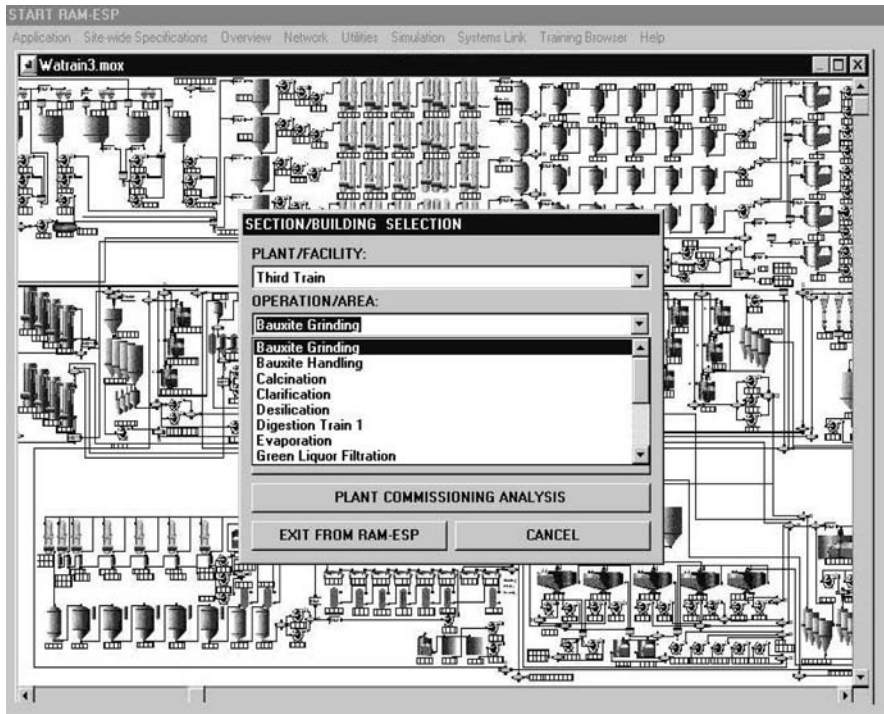 START RAM-ESP
Application Site-wide Specifications Overview Network Utilities Simulation Systems Link Training Browser Help
Watrain3.mox
SECTION/BUILDING SELECTION
PLANT/FACILITY:
Third Train
OPERATION/AREA:
Bauxite Grinding
Bauxite Grinding
Bauxite Handling
Calcination
Clarification
Desilication
Digestion Train 1
Evaporation
Green Liquor Filtration
PLANT COMMISSIONING ANALYSIS
EXIT FROM RAM-ESP CANCEL